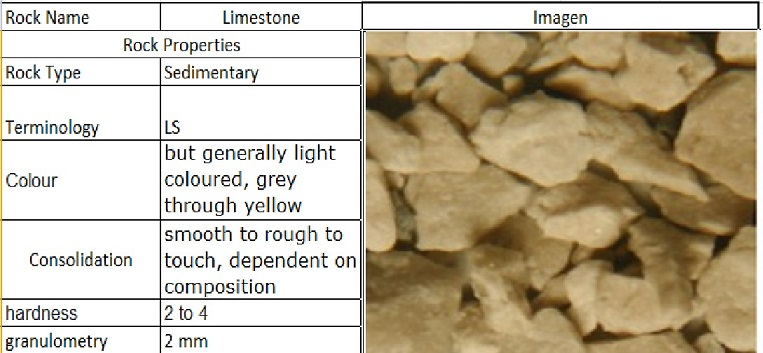 Rock Name Limestone Imagen
Rock Properties
Rock Type Sedimentary
Terminology LS
Colour but generally light
coloured, grey
through yellow
Consolidation smooth to rough to
touch, dependent on
composition
hardness 2 to 4
granulometry 2 mm